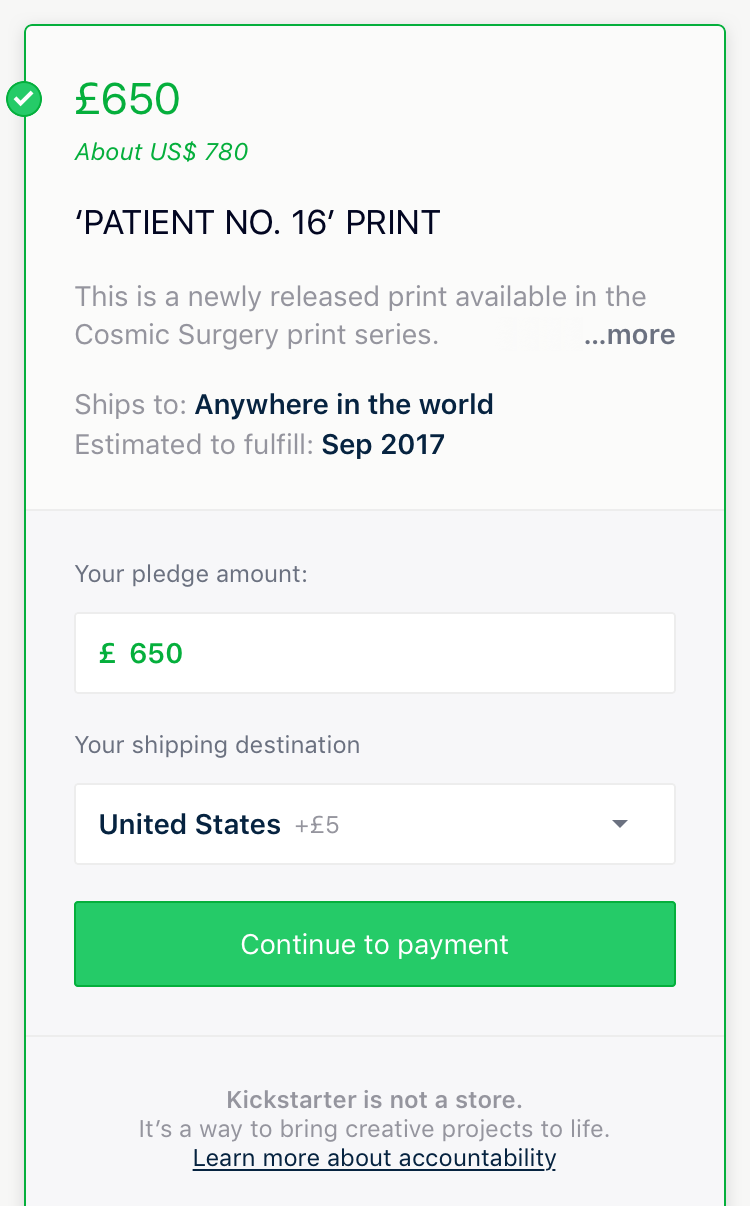 £650
About US$ 780
‘PATIENT NO. 16’ PRINT
This is a newly released print available in the
Cosmic Surgery print series. ...more
Ships to: Anywhere in the world
Estimated to fulfill: Sep 2017
Your pledge amount:
£ 650
Your shipping destination
United States +£5
Continue to payment
Kickstarter is not a store.
It’s a way to bring creative projects to life.
Learn more about accountability